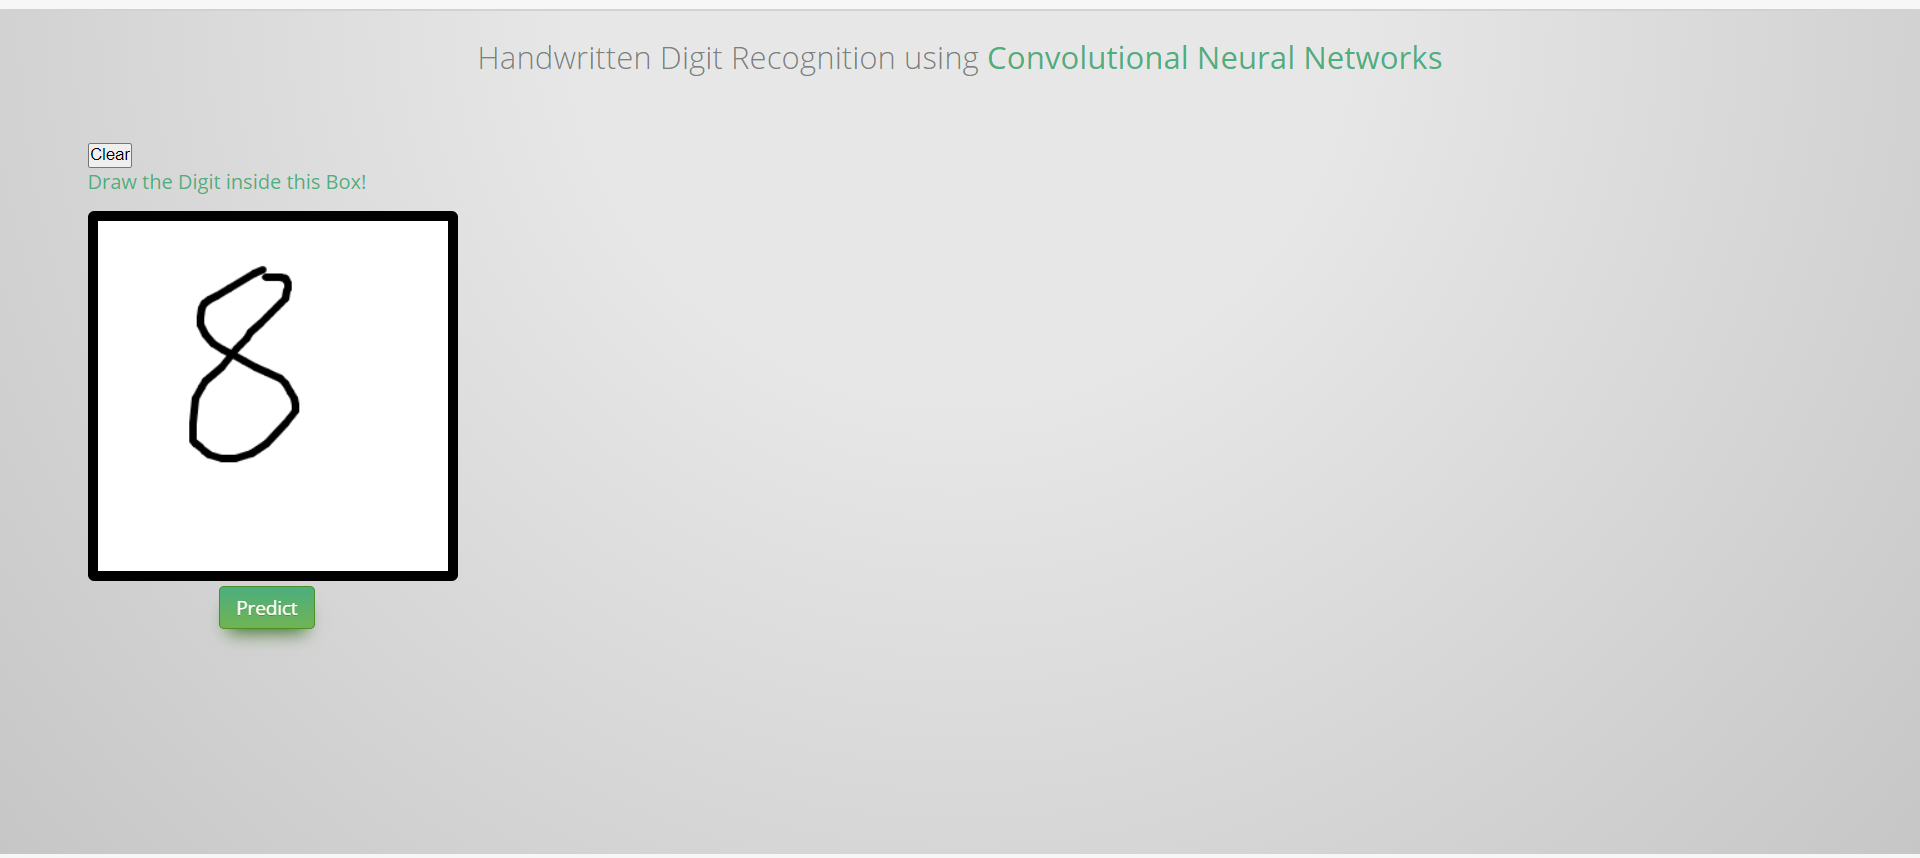 Handwritten Digit Recognition using Convolutional Neural Networks
Clear
Draw the Digit inside this Box!
8
Predict